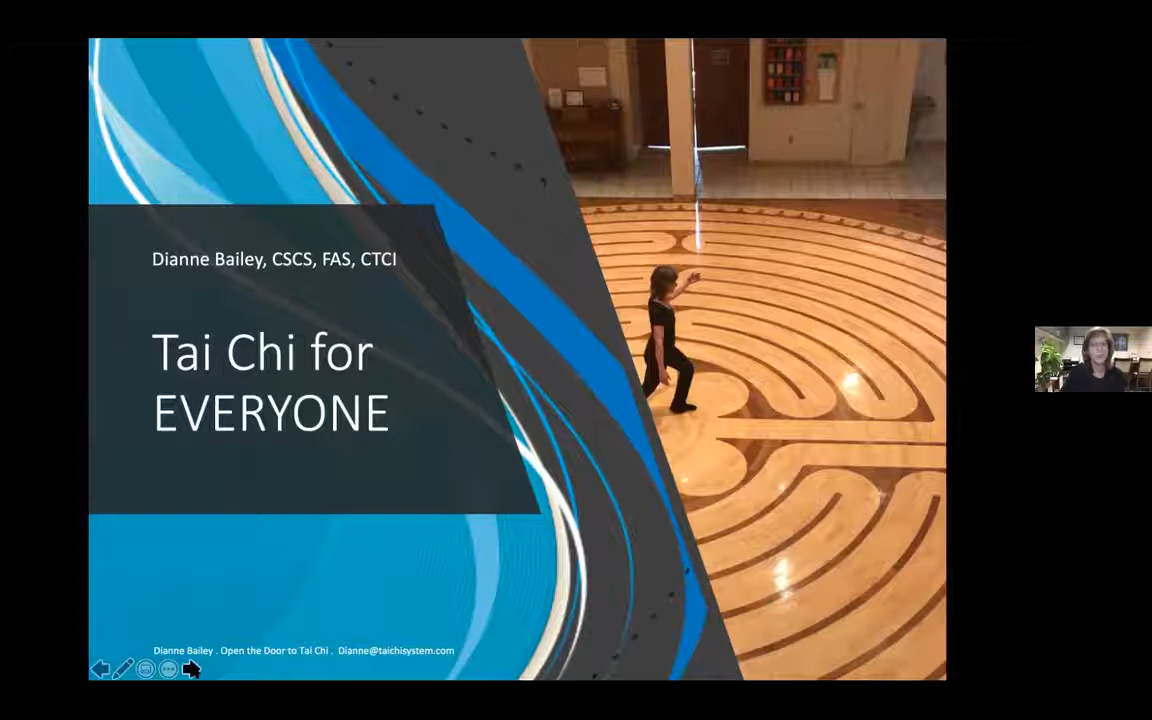 Dianne Bailey, CSCS, FAS, CTCI
Tai Chi for
EVERYONE
Dianne Bailey . Open the Door to Tai Chi . Dianne@taichisystem.com